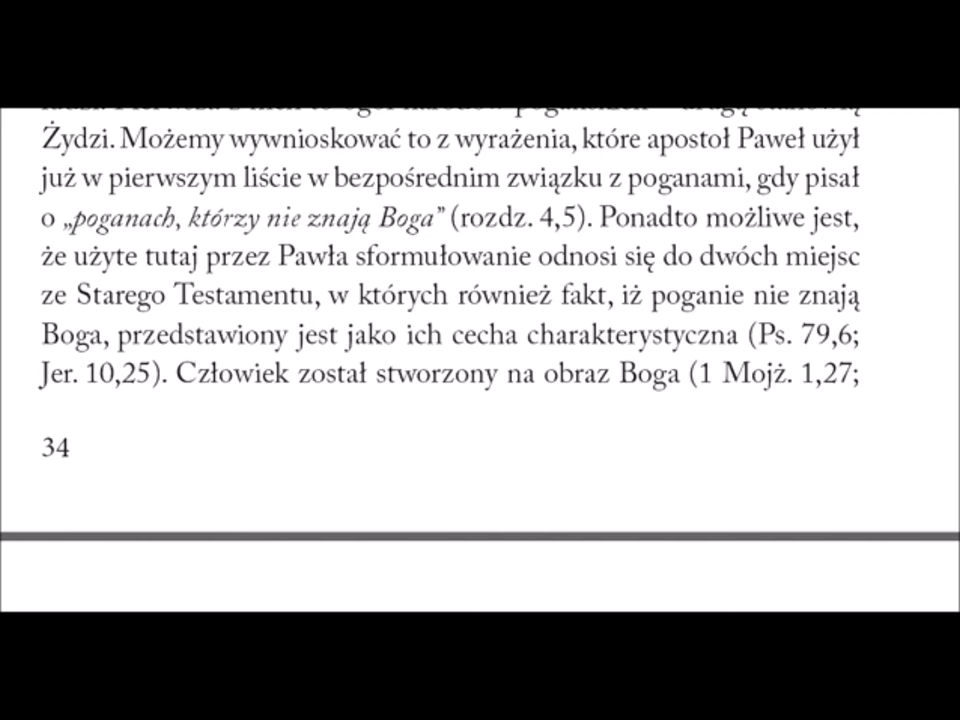 Żydzi. Możemy wywnioskować to z wyrażenia, które apostoł Paweł użył
już w pierwszym liście w bezpośrednim związku z poganami, gdy pisał
o „poganach, którzy nie znają Boga” (rozdz. 4,5). Ponadto możliwe jest,
że użyte tutaj przez Pawła sformułowanie odnosi się do dwóch miejsc
ze Starego Testamentu, w których również fakt, iż poganie nie znają
Boga, przedstawiony jest jako ich cecha charakterystyczna (Ps. 79,6;
Jer. 10,25). Człowiek został stworzony na obraz Boga (1 Mojż. 1,27;
34